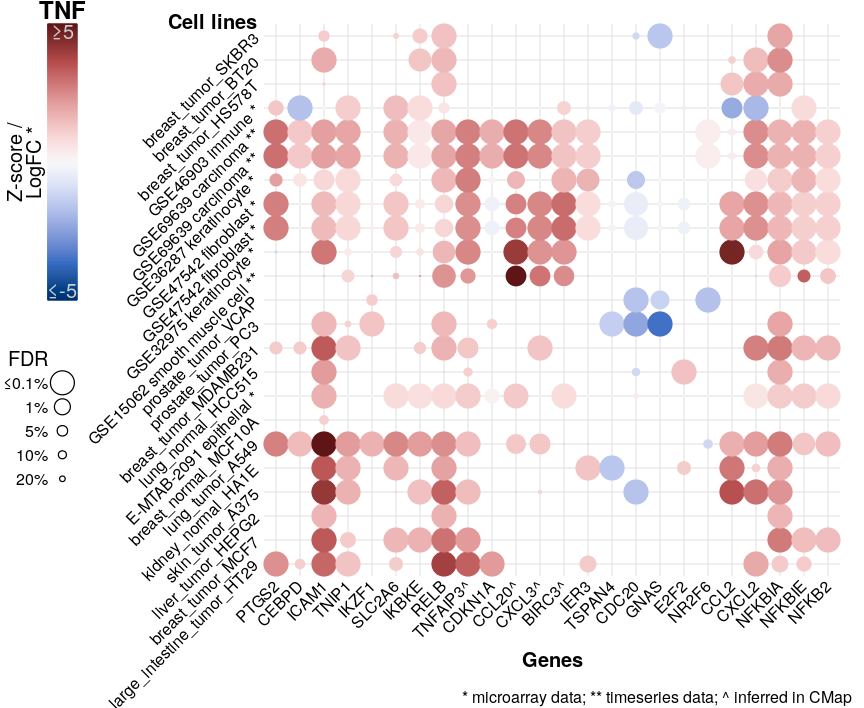 TNF
≥5
Z-score /
LogFC *
≤-5
FDR
≤0.1%
1%
5%
10%
20%
Cell lines
breast_tumor_SKBR3
breast_tumor_BT20
breast_tumor_HS578T
GSE46903 immune *
GSE69639 carcinoma **
GSE69639 carcinoma **
GSE36287 keratinocyte *
GSE47542 fibroblast *
GSE47542 fibroblast *
GSE32975 keratinocyte
GSE15062 smooth muscle cell **
prostate_tumor_VCAP
prostate_tumor_PC3
breast_tumor_MDAMB231
lung_normal_HCC515
E-MTAB-2091 epithelial *
breast_normal_MCF10A
lung_tumor_A549
kidney_normal_HA1E
skin_tumor_A375
liver_tumor_HEPG2
breast_tumor_MCF7
large_intestine_tumor_HT29
PTGS2
CEBPD
ICAM1
TNIP1
IKZF1
SLC2A6
IKBKE
RELB
TNFAIP3^
CDKN1A
CCL20^
CXCL3^
BIRC3^
IER3
TSPAN4
CDC20
GNAS
E2F2
NR2F6
CCL2
CXCL2
NFKBIA
NFKBIE
NFKB2
Genes
* microarray data; ** timeseries data; ^ inferred in CMap